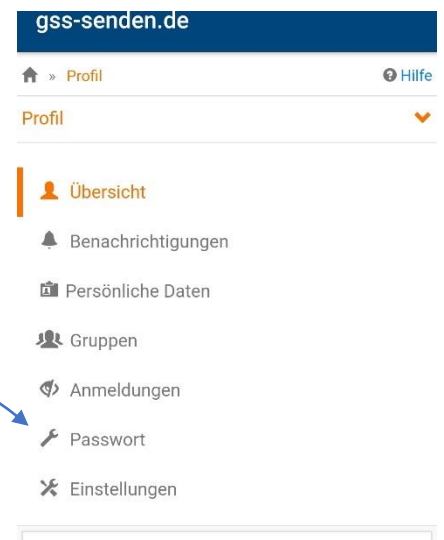 gss-senden.de
» Profil Hilfe
Profil
Übersicht
Benachrichtigungen
Persönliche Daten
Gruppen
Anmeldungen
Passwort
Einstellungen